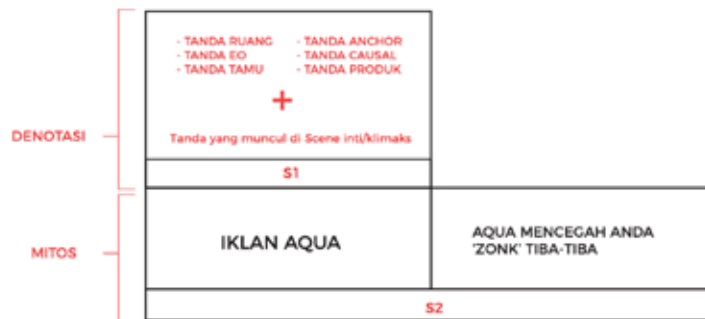 - TANDA RUANG - TANDA ANCHOR
- TANDA EO - TANDA CAUSAL
- TANDA TAMU - TANDA PRODUK
+
Tanda yang muncul di Scene inti/klimaks
DENOTASI
S1
IKLAN AQUA
AQUA MENCEGAH ANDA
'ZONK' TIBA-TIBA
MITOS
S2